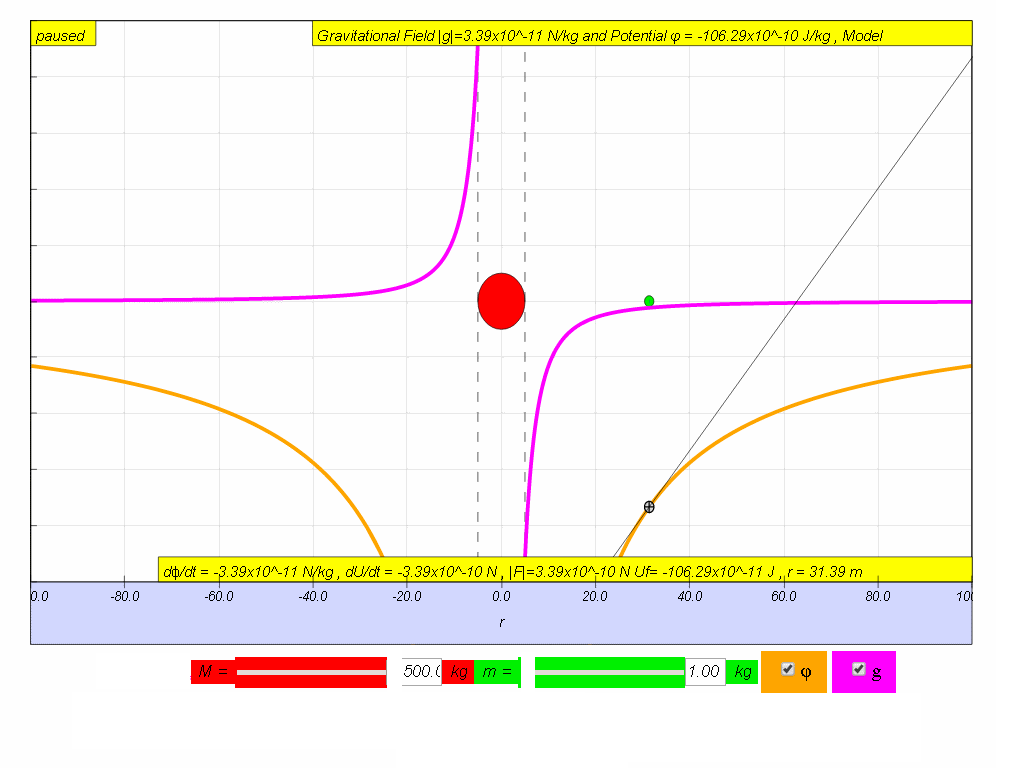 paused
Gravitational Field |g|=3.39x10^-11 N/kg and Potential φ = -106.29x10^-10 J/kg , Model
dϕ/dt = -3.39x10^-11 N/kg , dU/dt = -3.39x10^-10 N , |F|=3.39x10^-10 N Uf= -106.29x10^-11 J , r = 31.39 m
0.0 -80.0 -60.0 -40.0 -20.0 0.0 20.0 40.0 60.0 80.0 100
r
M = 500.0 kg m = 1.00 kg φ g